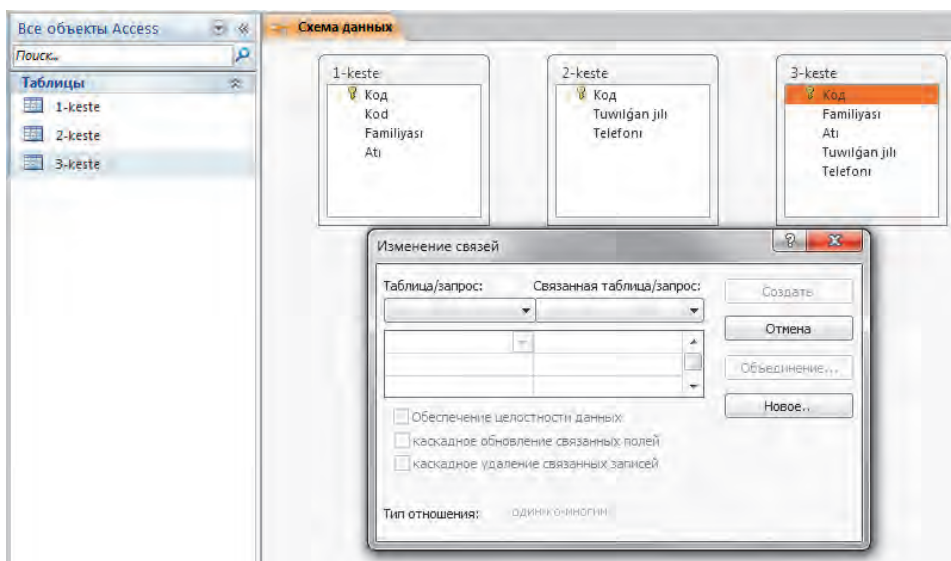 Все объекты Access
Поиск...
Таблицы
1-keste
2-keste
3-keste
Схема данных
1-keste
Код
Kod
Familiyası
Atı
2-keste
Код
Tuwılǵan jılı
Telefonı
3-keste
Код
Familiyası
Atı
Tuwılǵan jılı
Telefonı
Изменение связей
Таблица/запрос:
Связанная таблица/запрос:
Создать
Отмена
Объединение...
Новое..
Обеспечение целостности данных
каскадное обновление связанных полей
каскадное удаление связанных записей
Тип отношения:
один-ко-многим